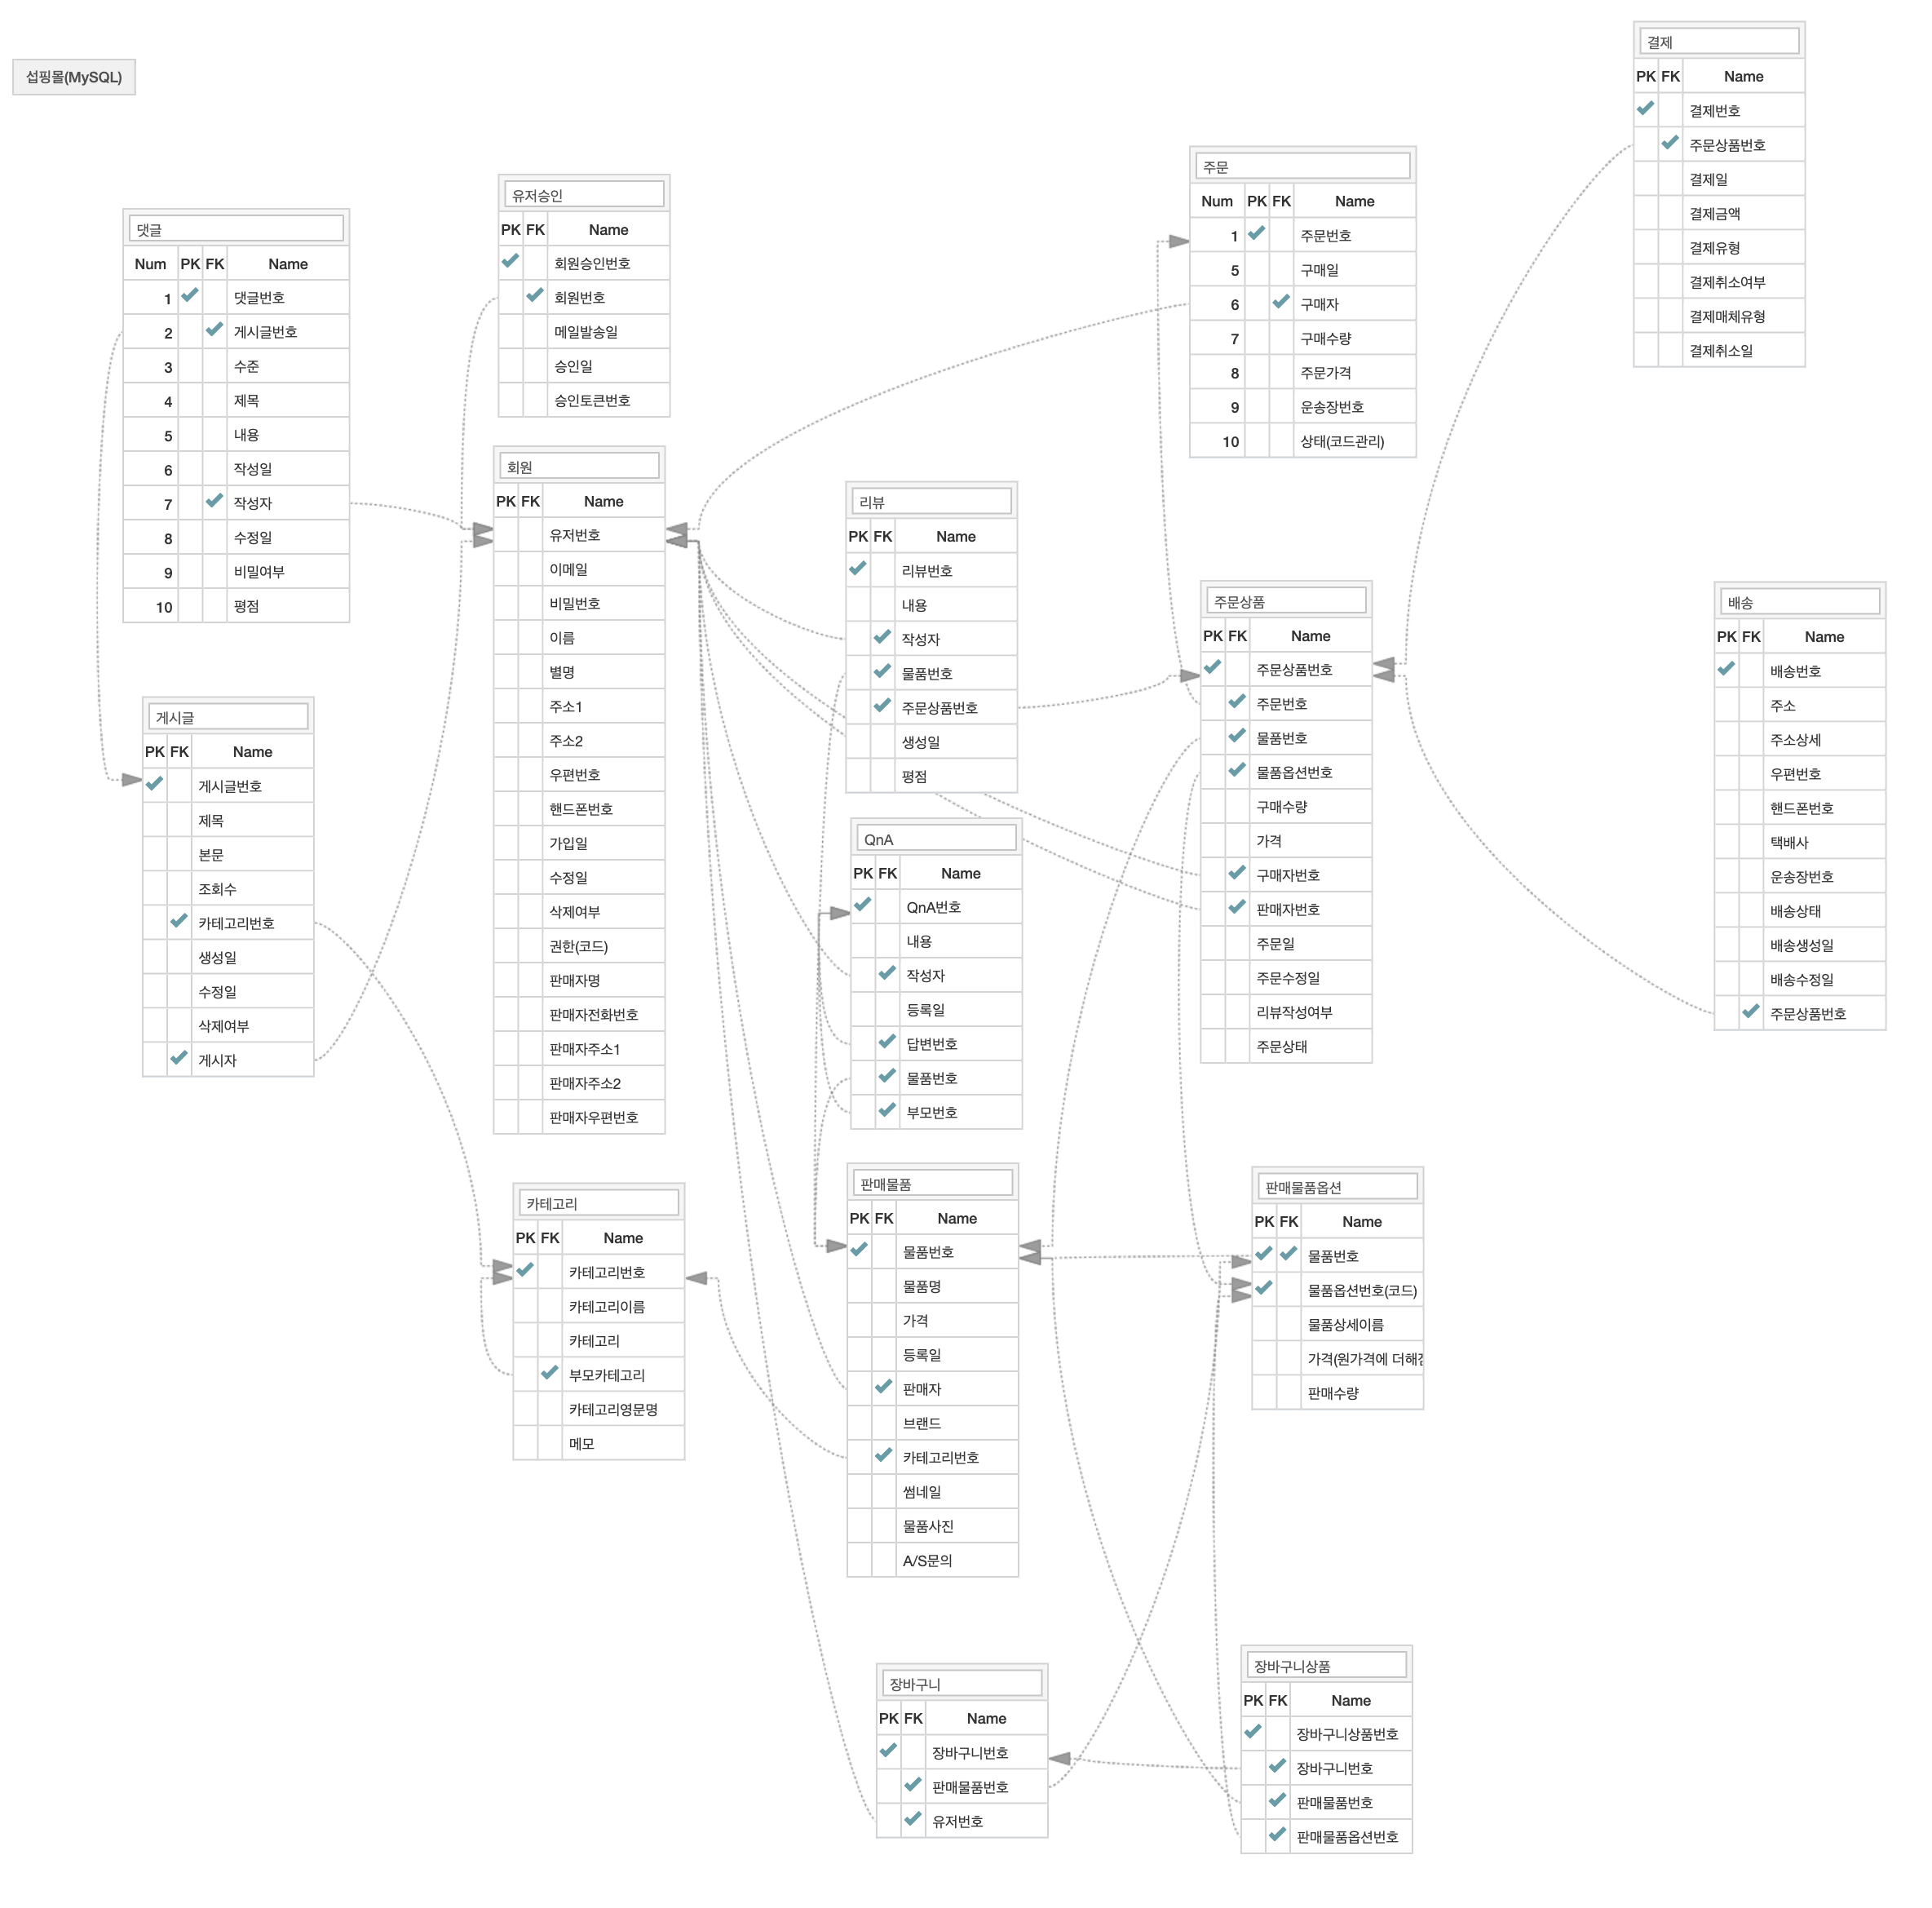 섭핑몰(MySQL)
결제
PK FK Name
결제번호
주문상품번호
결제일
결제금액
결제유형
결제취소여부
결제매체유형
결제취소일
주문
Num PK FK Name
1 주문번호
5 구매일
6 구매자
7 구매수량
8 주문가격
9 운송장번호
10 상태(코드관리)
유저승인
PK FK Name
회원승인번호
회원번호
메일발송일
승인일
승인토큰번호
댓글
Num PK FK Name
1 댓글번호
2 게시글번호
3 수준
4 제목
5 내용
6 작성일
7 작성자
8 수정일
9 비밀여부
10 평점
회원
PK FK Name
유저번호
이메일
비밀번호
이름
별명
주소1
주소2
우편번호
핸드폰번호
가입일
수정일
삭제여부
권한(코드)
판매자명
판매자전화번호
판매자주소1
판매자주소2
판매자우편번호
리뷰
PK FK Name
리뷰번호
내용
작성자
물품번호
주문상품번호
생성일
평점
주문상품
PK FK Name
주문상품번호
주문번호
물품번호
물품옵션번호
구매수량
가격
구매자번호
판매자번호
주문일
주문수정일
리뷰작성여부
주문상태
배송
PK FK Name
배송번호
주소
주소상세
우편번호
핸드폰번호
택배사
운송장번호
배송상태
배송생성일
배송수정일
주문상품번호
게시글
PK FK Name
게시글번호
제목
본문
조회수
카테고리번호
생성일
수정일
삭제여부
게시자
QnA
PK FK Name
QnA번호
내용
작성자
등록일
답변번호
물품번호
부모번호
카테고리
PK FK Name
카테고리번호
카테고리이름
카테고리
부모카테고리
카테고리영문명
메모
판매물품
PK FK Name
물품번호
물품명
가격
등록일
판매자
브랜드
카테고리번호
썸네일
물품사진
A/S문의
판매물품옵션
PK FK Name
물품번호
물품옵션번호(코드)
물품상세이름
가격(원가격에
판매수량
장바구니
PK FK Name
장바구니번호
판매물품번호
유저번호
장바구니상품
PK FK Name
장바구니상품번호
장바구니번호
판매물품번호
판매물품옵션번호